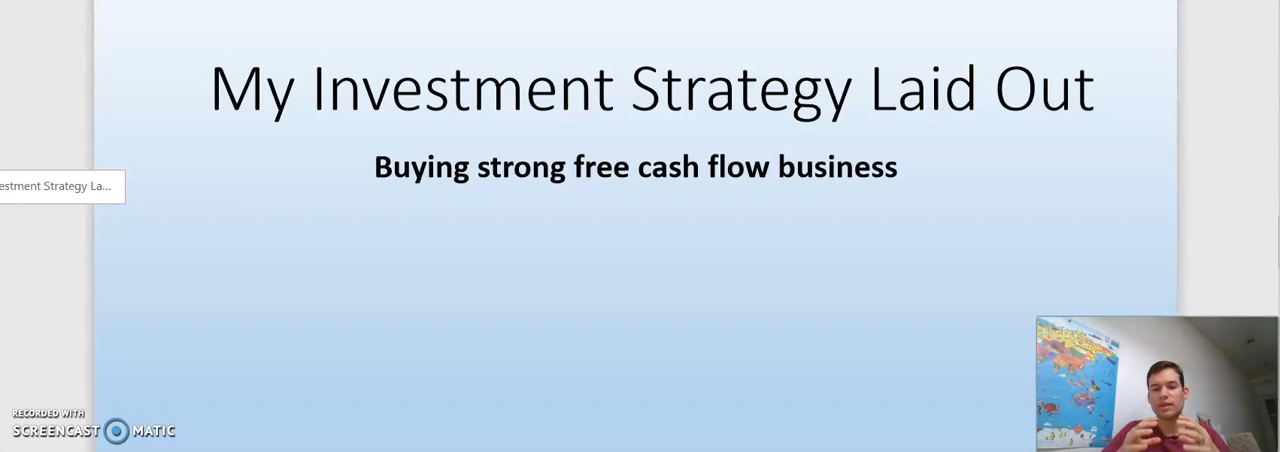 My Investment Strategy Laid Out
Buying strong free cash flow business
estment Strategy La...
RECORDED WITH
SCREENCAST MATIC